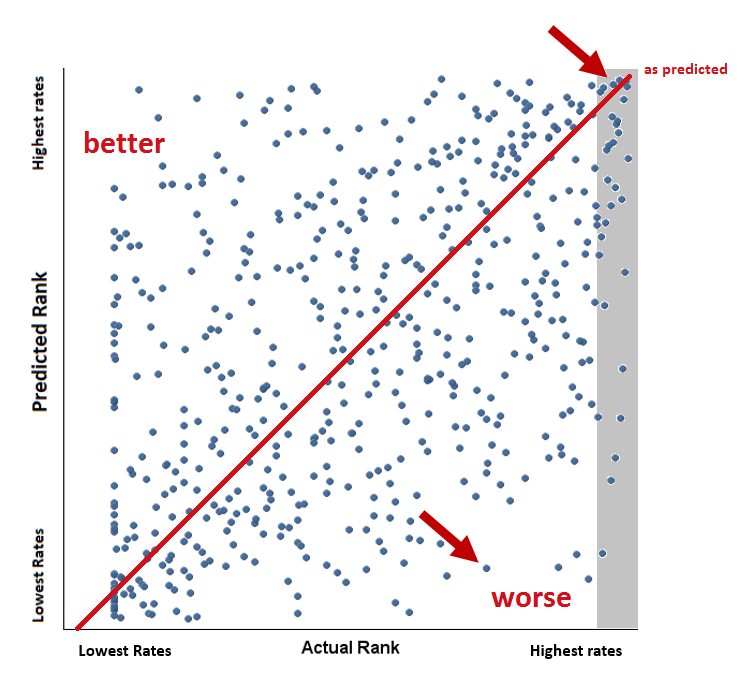 as predicted
Highest rates
better
Predicted Rank
Lowest Rates
worse
Lowest Rates
Actual Rank
Highest rates